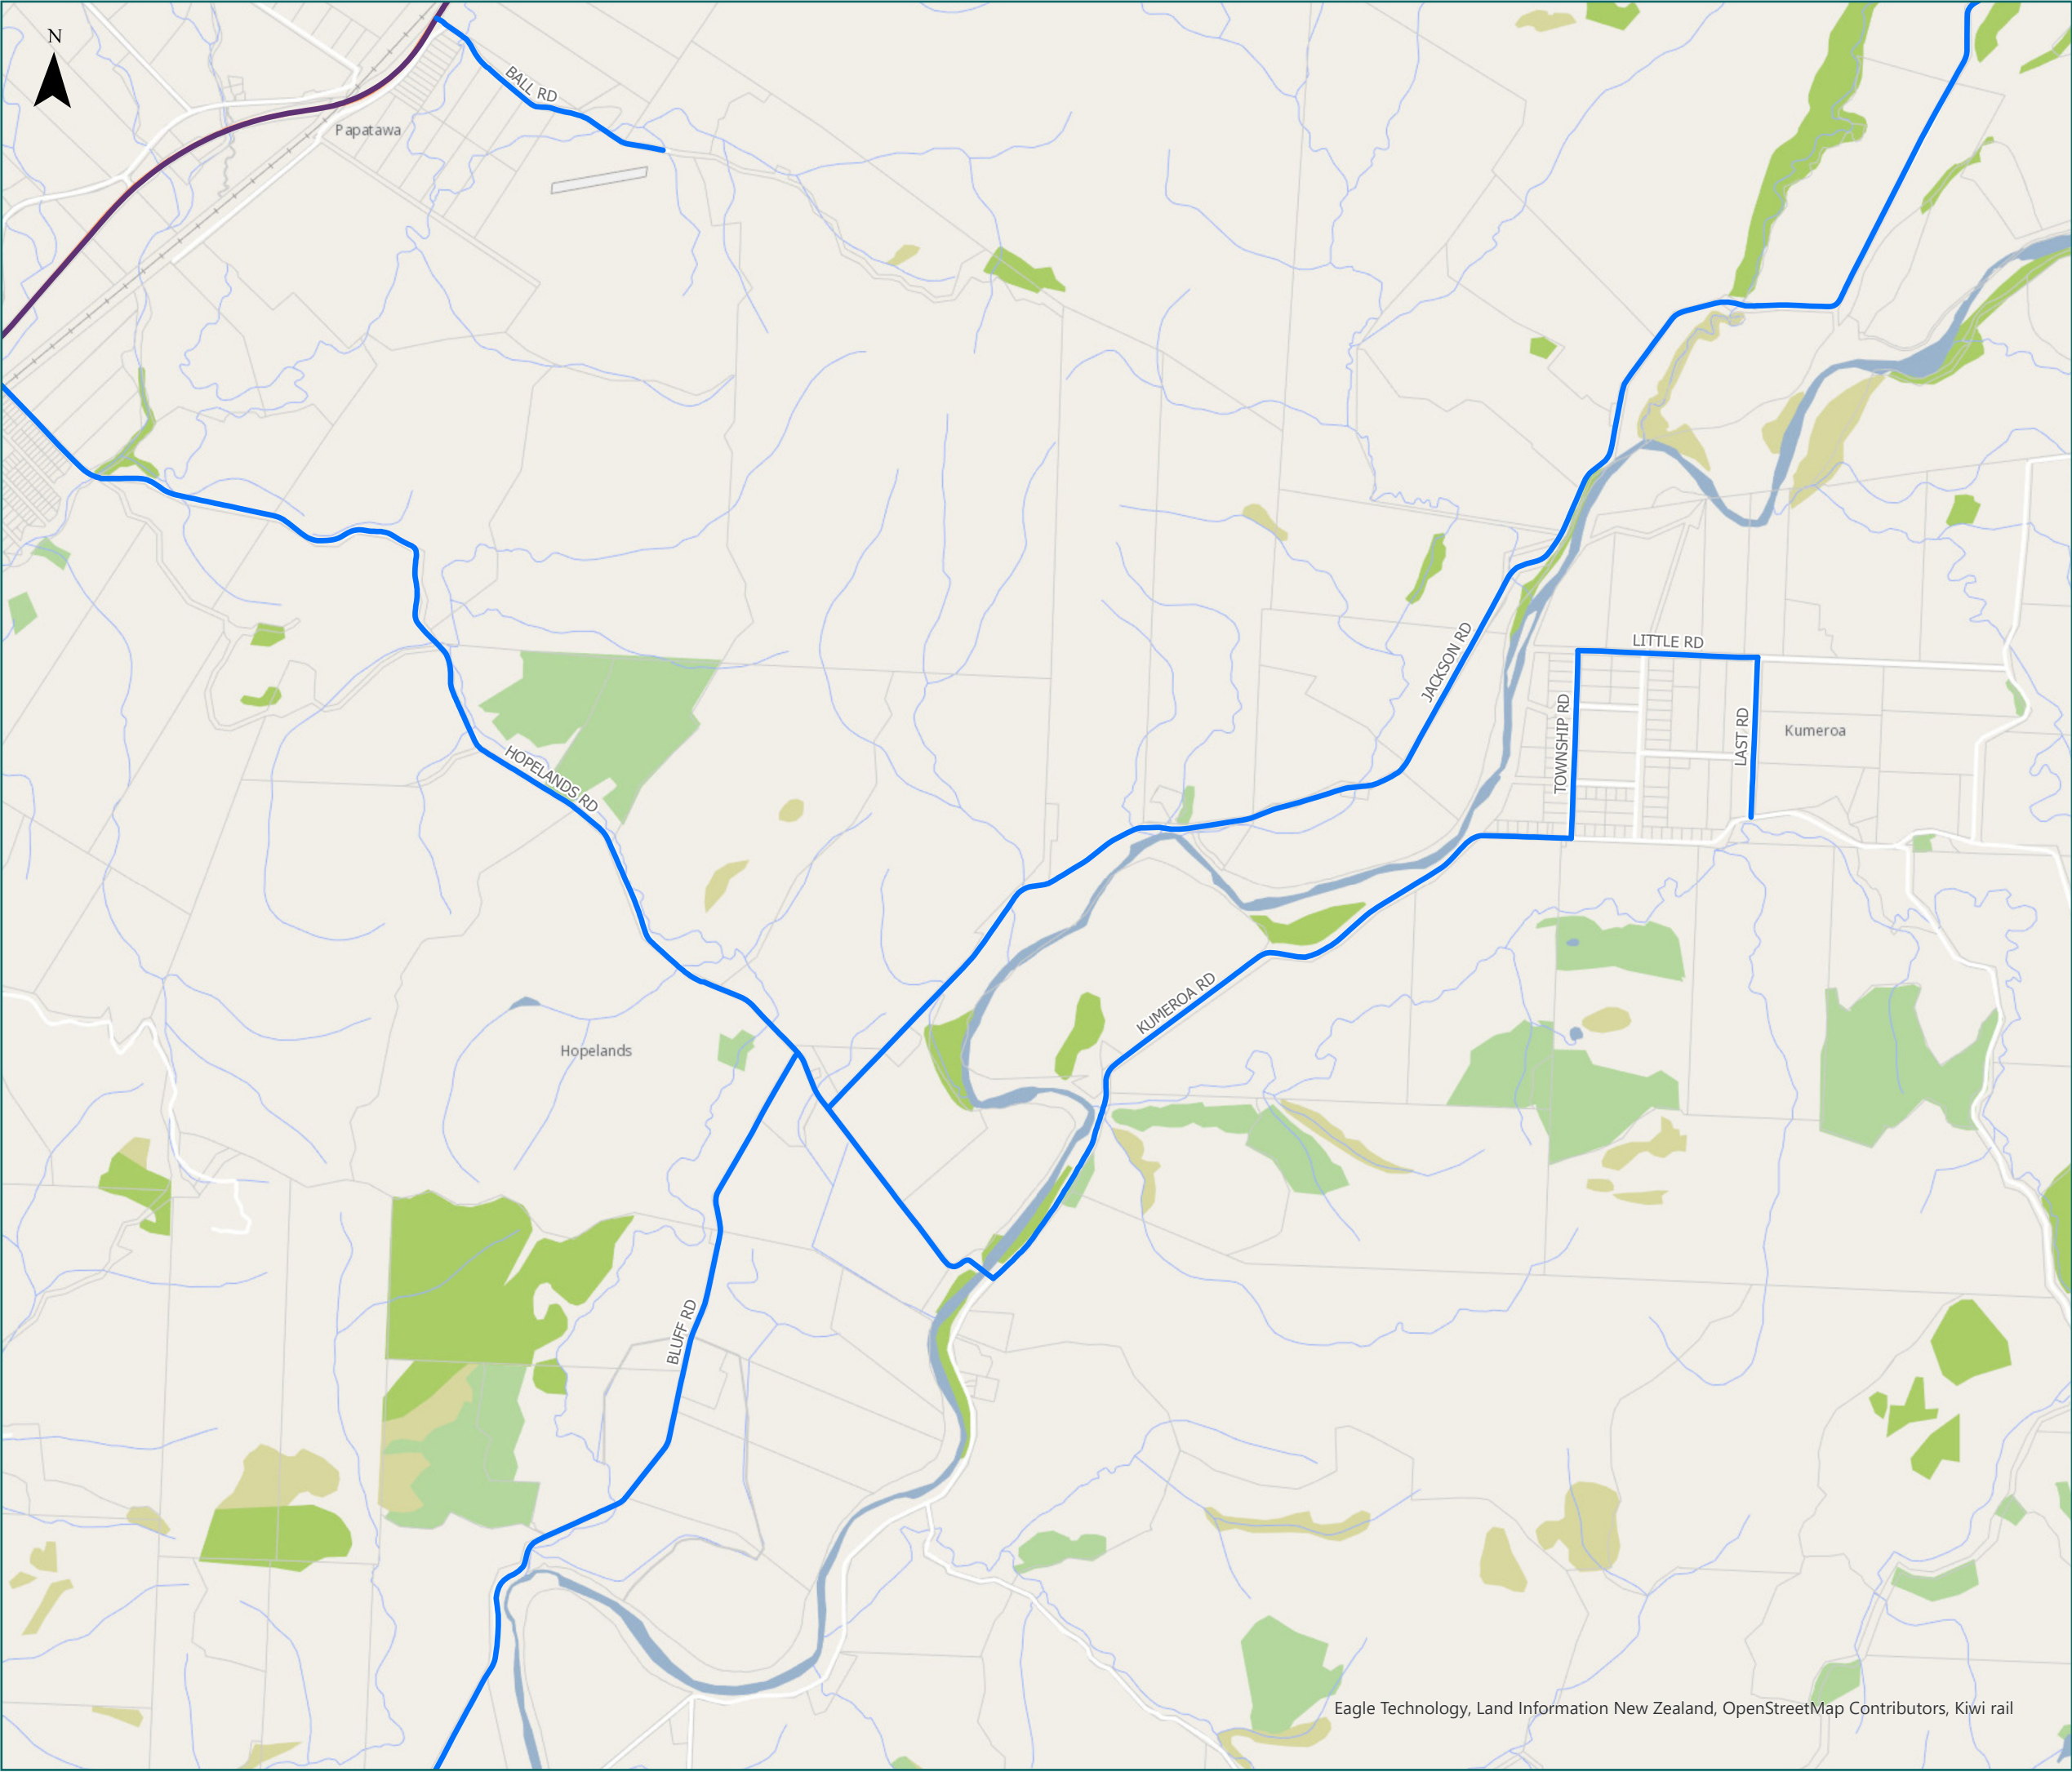 N
BALL RD
Papatawa
JACKSON RD
LITTLE RD
TOWNSHIP RD
LAST RD
Kumeroa
HOPELANDS RD
KUMEROA RD
Hopelands
BLUFF RD
Eagle Technology, Land Information New Zealand, OpenStreetMap Contributors, Kiwi rail